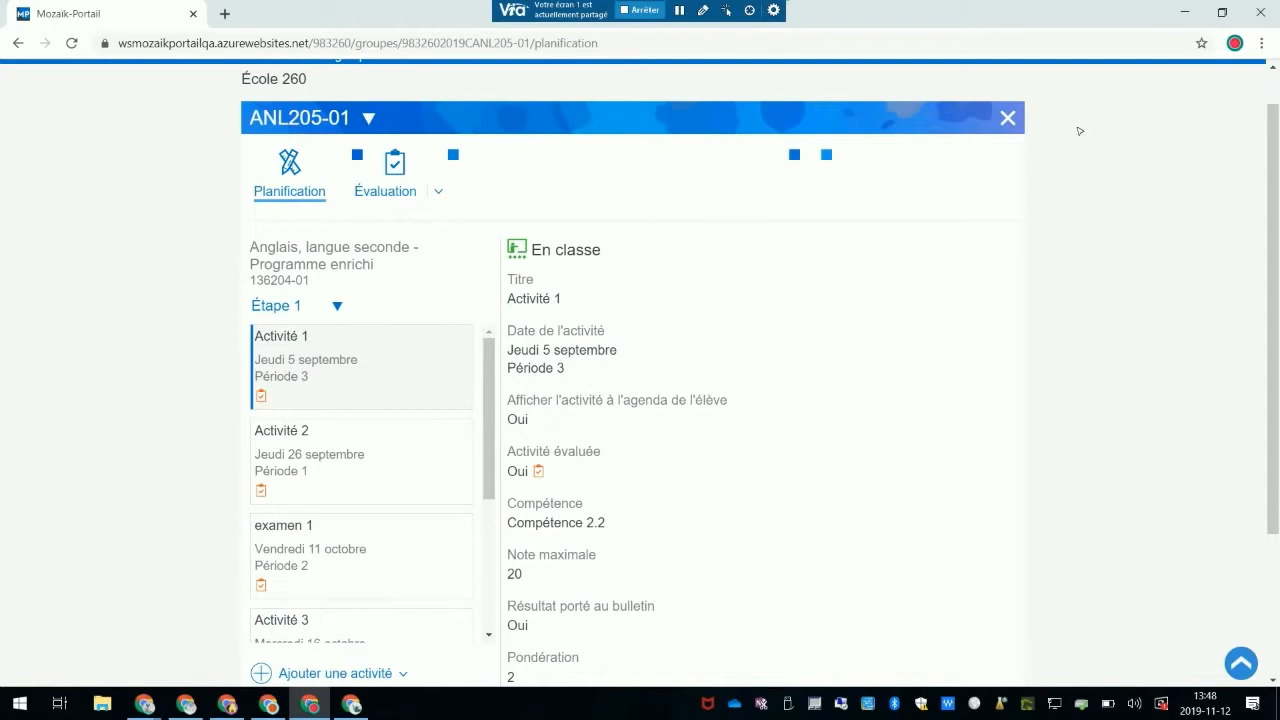 Mozaïk-Portail
Via
Votre écran 1 est
actuellement partagé
Arrêter
wsmozaikportailqa.azurewebsites.net/983260/groupes/9832602019CANL205-01/planification
École 260
ANL205-01
Planification
Évaluation
Anglais, langue seconde -
Programme enrichi
136204-01
Étape 1
Activité 1
Jeudi 5 septembre
Période 3
Activité 2
Jeudi 26 septembre
Période 1
examen 1
Vendredi 11 octobre
Période 2
Activité 3
Mercredi 16 octobre
Ajouter une activité
En classe
Titre
Activité 1
Date de l'activité
Jeudi 5 septembre
Période 3
Afficher l'activité à l'agenda de l'élève
Oui
Activité évaluée
Oui
Compétence
Compétence 2.2
Note maximale
20
Résultat porté au bulletin
Oui
Pondération
2
13:48
2019-11-12